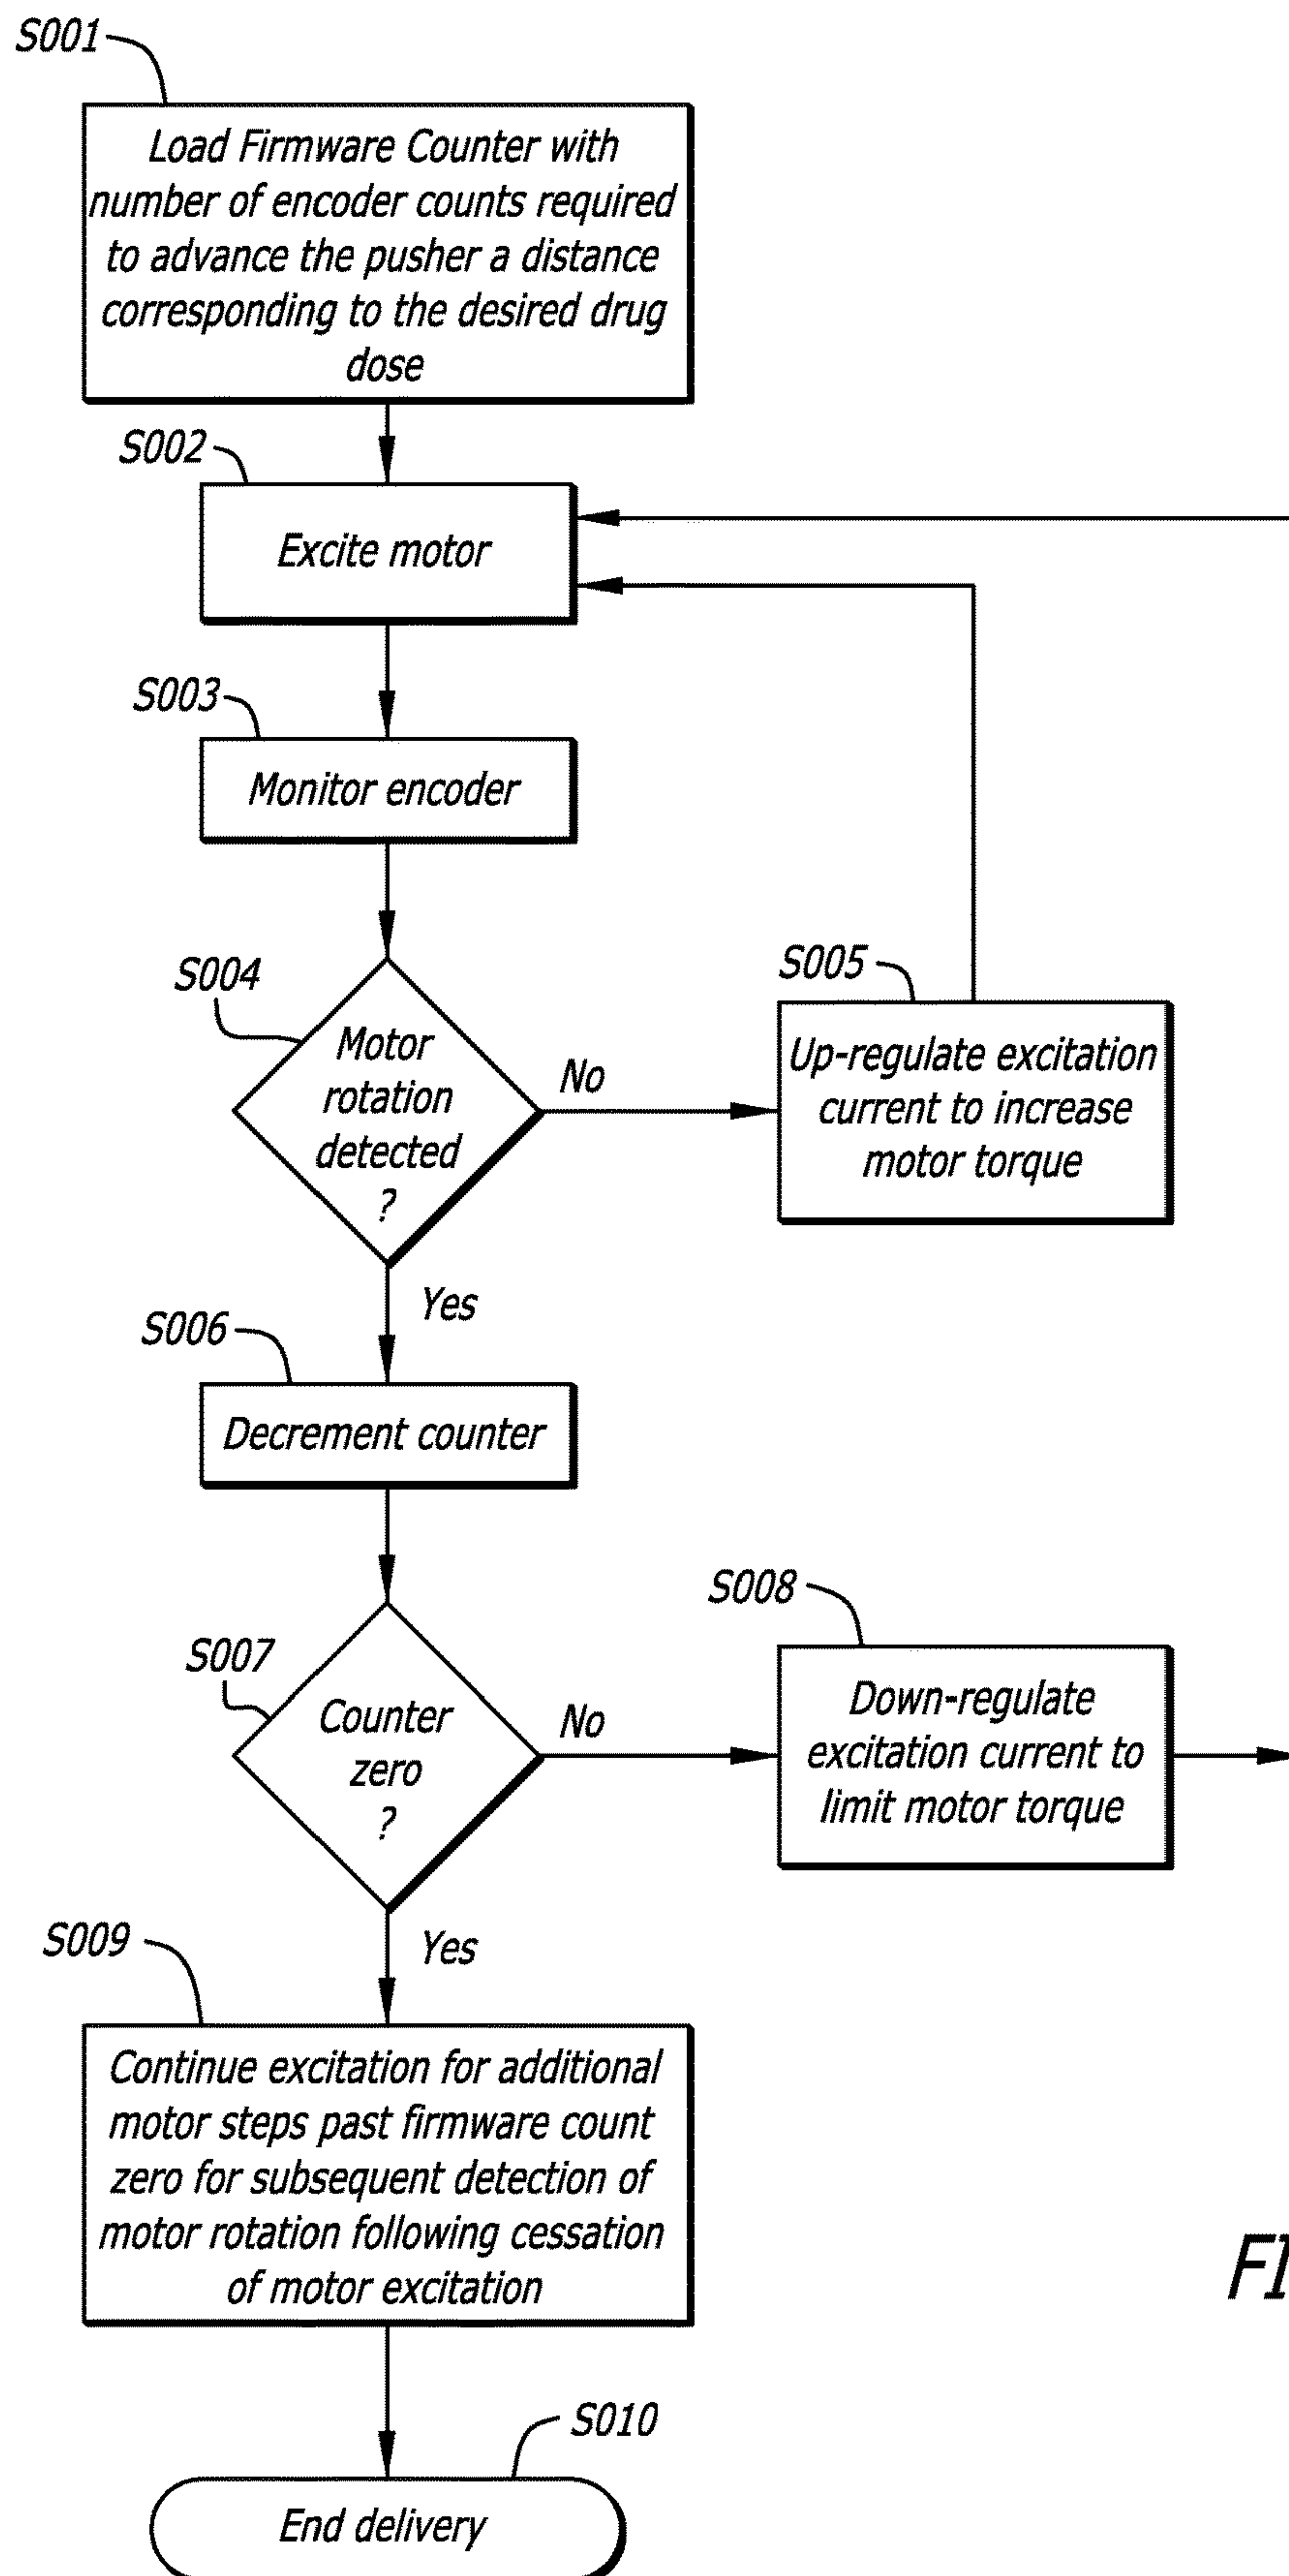 S001
Load Firmware Counter with
number of encoder counts required
to advance the pusher a distance
corresponding to the desired drug
dose
S002
Excite motor
S003
Monitor encoder
S004
Motor
rotation
detected
?
No
S005
Up-regulate excitation
current to increase
motor torque
Yes
S006
Decrement counter
S007
Counter
zero
?
No
S008
Down-regulate
excitation current to
limit motor torque
Yes
S009
Continue excitation for additional
motor steps past firmware count
zero for subsequent detection of
motor rotation following cessation
of motor excitation
FI
S010
End delivery